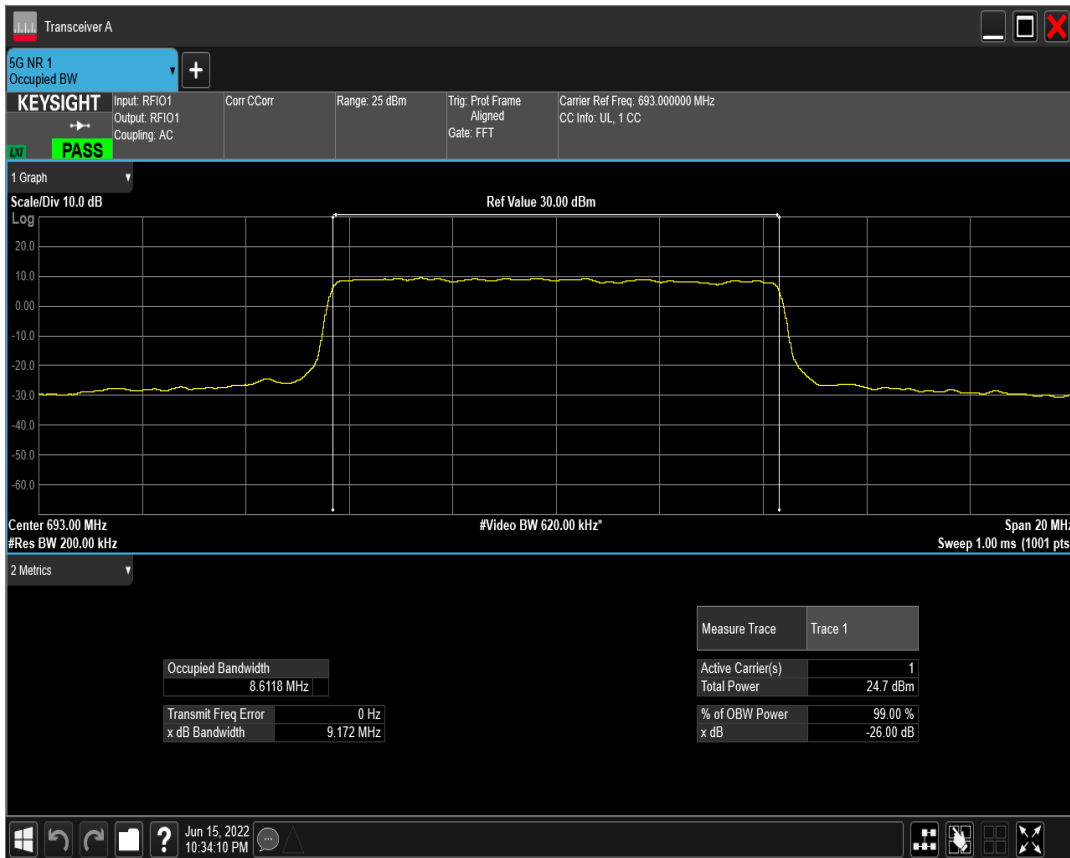 Transceiver A
5G NR 1
Occupied BW
+
KEYSIGHT
LXI
PASS
Input: RFIO1
Output: RFIO1
Coupling: AC
Corr CCorr
Range: 25 dBm
Trig: Prot Frame
Aligned
Gate: FFT
Carrier Ref Freq: 693.000000 MHz
CC Info: UL, 1 CC
1 Graph
Scale/Div 10.0 dB
Ref Value 30.00 dBm
Log
20.0
10.0
0.00
-10.0
-20.0
-30.0
-40.0
-50.0
-60.0
Center 693.00 MHz
#Video BW 620.00 kHz*
Span 20 MHz
#Res BW 200.00 kHz
Sweep 1.00 ms (1001 pts
2 Metrics
Measure Trace Trace 1
Occupied Bandwidth
8.6118 MHz
Active Carrier(s) 1
Total Power 24.7 dBm
Transmit Freq Error 0 Hz
x dB Bandwidth 9.172 MHz
% of OBW Power 99.00 %
x dB -26.00 dB
?
Jun 15, 2022
10:34:10 PM